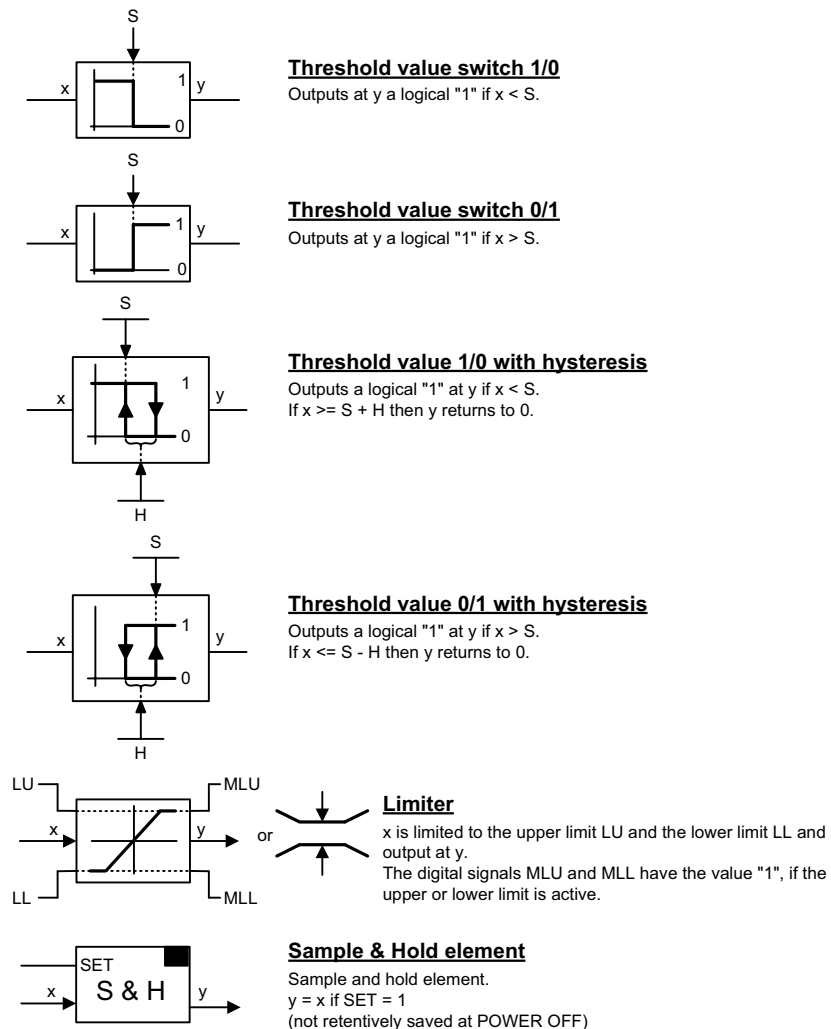 S
x
1
y
0
Threshold value switch 1/0
Outputs at y a logical "1" if x < S.
S
x
1
y
0
Threshold value switch 0/1
Outputs at y a logical "1" if x > S.
S
x
1
y
0
H
Threshold value 1/0 with hysteresis
Outputs a logical "1" at y if x < S.
If x >= S + H then y returns to 0.
S
x
1
y
0
H
Threshold value 0/1 with hysteresis
Outputs a logical "1" at y if x > S.
If x <= S - H then y returns to 0.
LU
MLU
x
y
or
LL
MLL
Limiter
x is limited to the upper limit LU and the lower limit LL and
output at y.
The digital signals MLU and MLL have the value "1", if the
upper or lower limit is active.
SET
x
S & H
y
Sample & Hold element
Sample and hold element.
y = x if SET = 1
(not retentively saved at POWER OFF)